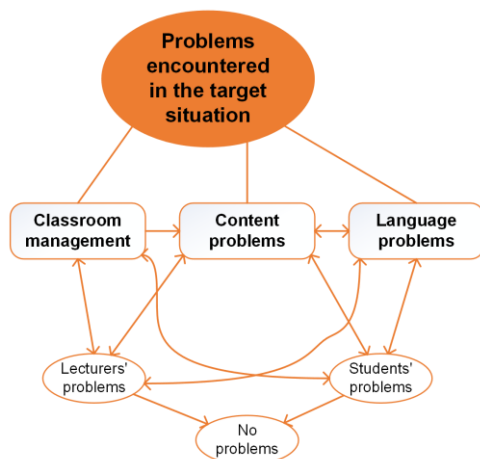 Problems
encountered
in the target
situation
Classroom
management
Content
problems
Language
problems
Lecturers'
problems
Students'
problems
No
problems